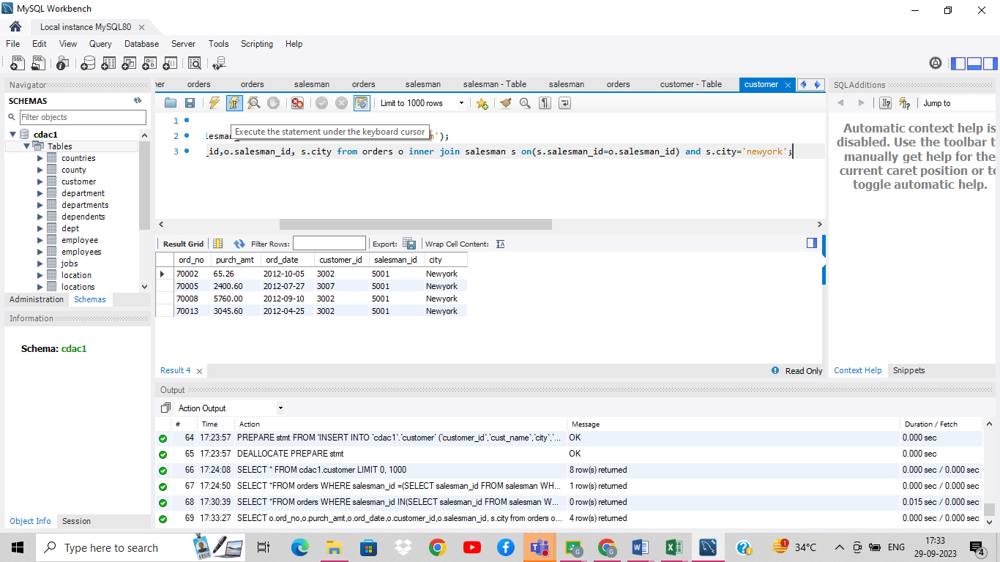 MySQL Workbench
Local instance MySQL80
File Edit View Query Database Server Tools Scripting Help
Navigator
SCHEMAS
Filter objects
cdac1
Tables
countries
county
customer
department
departments
dependents
dept
employee
employees
jobs
location
locations
Administration Schemas
Information
Schema: cdac1
Object Info Session
ner orders orders salesman orders salesman salesman - Table salesman orders customer - Table customer
Limit to 1000 rows
Execute the statement under the keyboard cursor
1
2 lesman_ m');
3 _id,o.salesman_id, s.city from orders o inner join salesman s on(s.salesman_id=o.salesman_id) and s.city='newyork';
Result Grid Filter Rows: Export: Wrap Cell Content:
ord_no purch_amt ord_date customer_id salesman_id city
70002 65.26 2012-10-05 3002 5001 Newyork
70005 2400.60 2012-07-27 3007 5001 Newyork
70008 5760.00 2012-09-10 3002 5001 Newyork
70013 3045.60 2012-04-25 3002 5001 Newyork
Result 4 Read Only
SQLAdditions
Jump to
Automatic context help is
disabled. Use the toolbar t
manually get help for the
current caret position or to
toggle automatic help.
Context Help Snippets
Output
Action Output
# Time Action Message Duration / Fetch
64 17:23:57 PREPARE stmt FROM 'INSERT INTO `cdac1`.`customer` (`customer_id`,`cust_name`,`city`,`... OK 0.000 sec
65 17:23:57 DEALLOCATE PREPARE stmt OK 0.000 sec
66 17:24:08 SELECT * FROM cdac1.customer LIMIT 0, 1000 8 row(s) returned 0.000 sec / 0.000 sec
67 17:24:50 SELECT *FROM orders WHERE salesman_id =(SELECT salesman_id FROM salesman WH... 1 row(s) returned 0.000 sec / 0.000 sec
68 17:30:39 SELECT *FROM orders WHERE salesman_id IN(SELECT salesman_id FROM salesman W... 0 row(s) returned 0.015 sec / 0.000 sec
69 17:33:27 SELECT o.ord_no,o.purch_amt,o.ord_date,o.customer_id,o.salesman_id, s.city from orders o... 4 row(s) returned 0.000 sec / 0.000 sec
Type here to search
34°C
ENG
17:33
29-09-2023
4